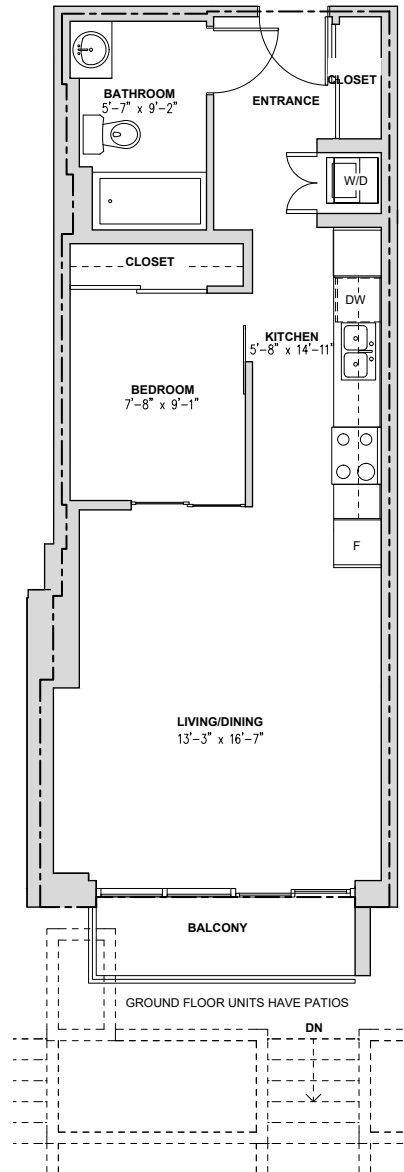 CLOSET
BATHROOM
5'-7" x 9'-2"
ENTRANCE
W/D
CLOSET
DW
KITCHEN
5'-8" x 14'-11"
BEDROOM
7'-8" x 9'-1"
F
LIVING/DINING
13'-3" x 16'-7"
BALCONY
GROUND FLOOR UNITS HAVE PATIOS
DN